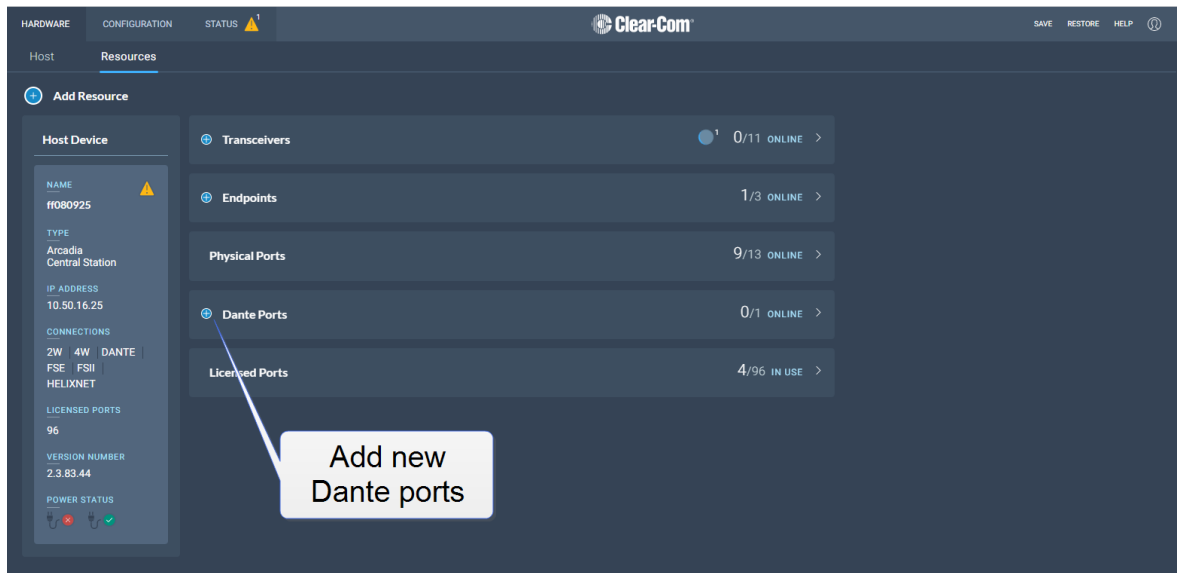 HARDWARE CONFIGURATION STATUS 1 Clear-Com SAVE RESTORE HELP
Host Resources
Add Resource
Host Device
NAME
ff080925
TYPE
Arcadia
Central Station
IP ADDRESS
10.50.16.25
CONNECTIONS
2W | 4W | DANTE |
FSE | FSII |
HELIXNET
LICENSED PORTS
96
VERSION NUMBER
2.3.83.44
POWER STATUS
Transceivers 1 0/11 ONLINE >
Endpoints 1/3 ONLINE >
Physical Ports 9/13 ONLINE >
Dante Ports 0/1 ONLINE >
Licensed Ports 4/96 IN USE >
Add new
Dante ports